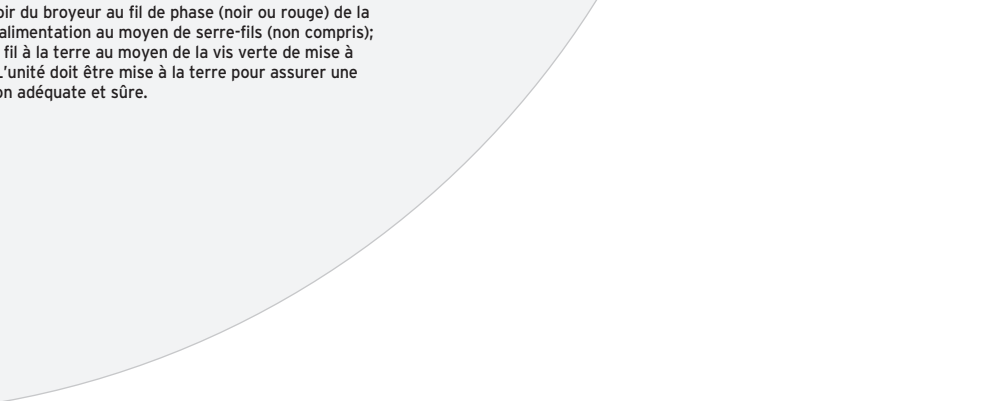 du broyeur au fil de phase (noir ou rouge) de la
alimentation au moyen de serre-fils (non compris);
fil à la terre au moyen de la vis verte de mise à
L'unité doit être mise à la terre pour assurer une
adéquate et sûre.